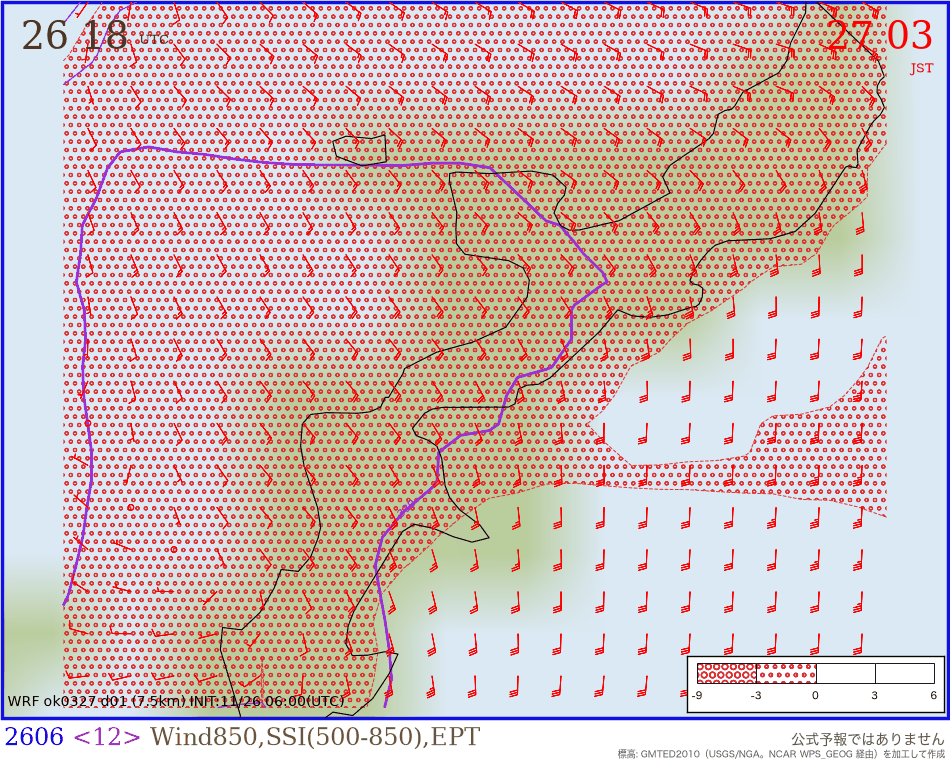 26 18 UTC
27 03
JST
-9 -3 0 3 6
WRF ok0327 d01 (7.5km) INIT:11/26 06:00(UTC)
2606 <12> Wind850,SSI(500-850),EPT
公式予報ではありません
標高: GMTED2010（USGS/NGA。NCAR WPS_GEOG 経由）を加工して作成